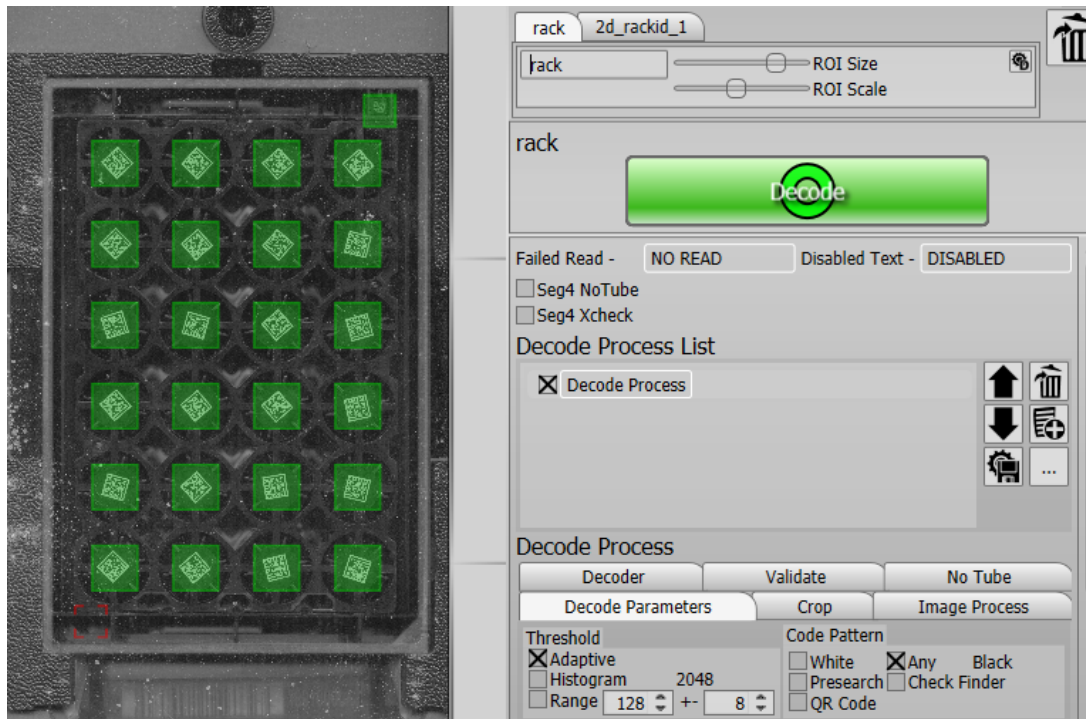 rack 2d_rackid_1
rack ROI Size
ROI Scale
rack
Decode
Failed Read - NO READ Disabled Text - DISABLED
Seg4 NoTube
Seg4 Xcheck
Decode Process List
Decode Process
...
Decode Process
Decoder Validate No Tube
Decode Parameters Crop Image Process
Threshold Code Pattern
Adaptive White Any Black
Histogram 2048 Presearch Check Finder
Range 128 +- 8 QR Code